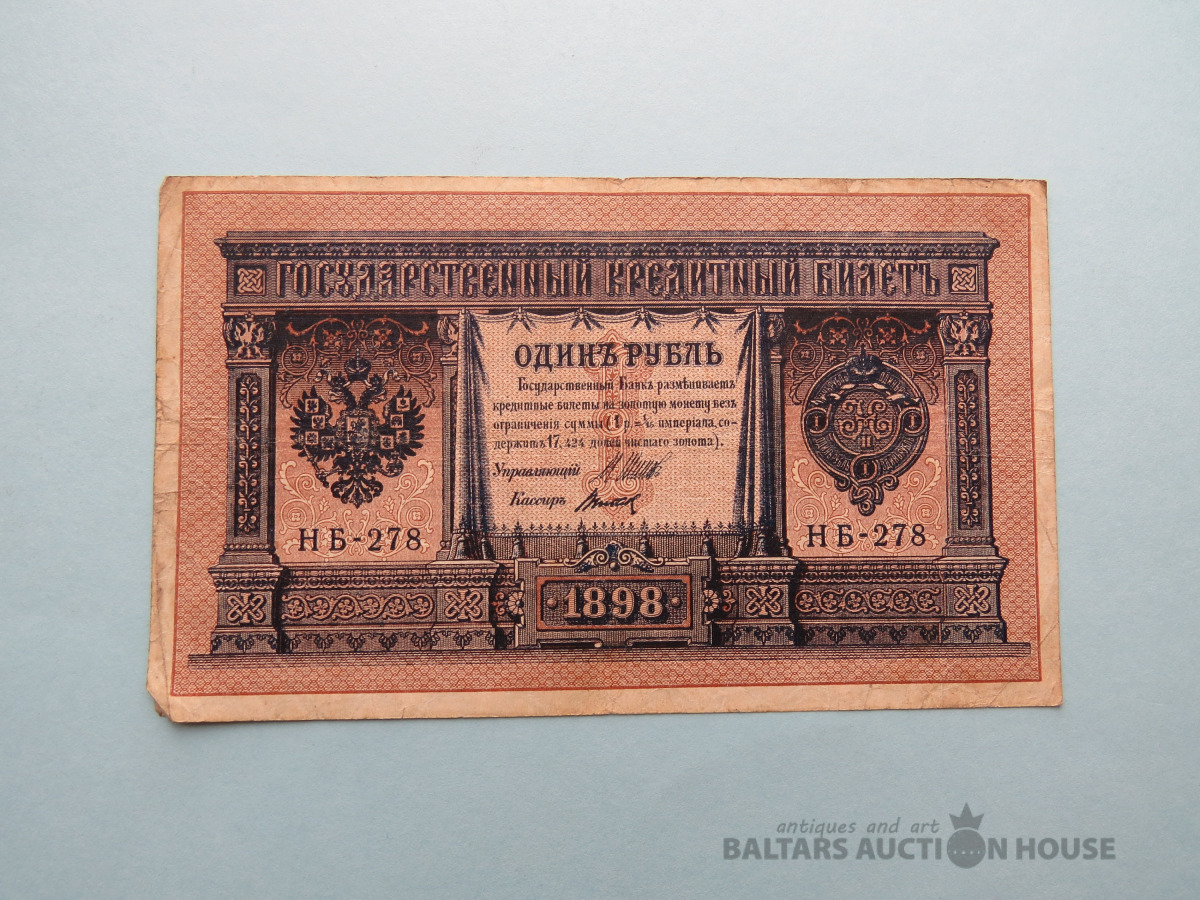 ГОСУДАРСТВЕННЫЙ КРЕДИТНЫЙ БИЛЕТЪ
ОДИНЪ РУБЛЬ
Государственный Банкъ размѣниваетъ
кредитные билеты на золотую монету безъ
ограниченія суммы (1 р. = 1/15 имперіала, со-
держитъ 17,424 долей чистаго золота).
Управляющій
Кассиръ
НБ-278
НБ-278
1898
antiques and art
BALTARS AUCTION HOUSE